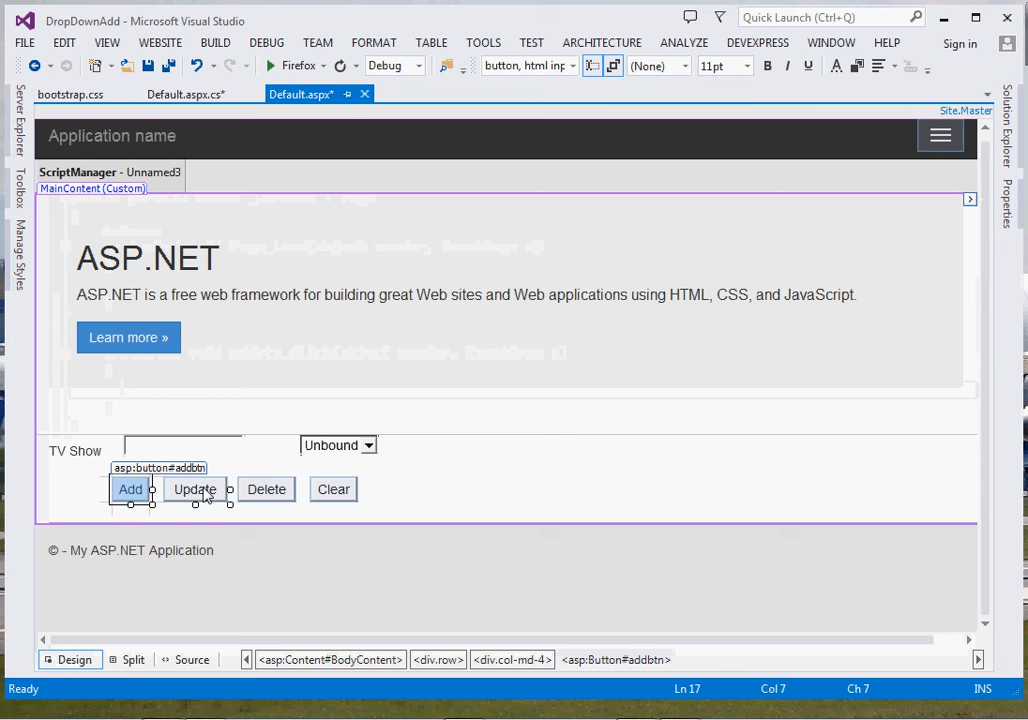 DropDownAdd - Microsoft Visual Studio
Quick Launch (Ctrl+Q)
FILE EDIT VIEW WEBSITE BUILD DEBUG TEAM FORMAT TABLE TOOLS TEST ARCHITECTURE ANALYZE DEVEXPRESS WINDOW HELP Sign in
Firefox Debug button, html inp (None) 11pt B I U A
bootstrap.css Default.aspx.cs* Default.aspx*
Site.Master
Server Explorer
Toolbox
Manage Styles
Solution Explorer
Properties
Application name
ScriptManager - Unnamed3
MainContent (Custom)
ASP.NET
ASP.NET is a free web framework for building great Web sites and Web applications using HTML, CSS, and JavaScript.
Learn more »
TV Show Unbound
asp:button#addbtn
Add Update Delete Clear
© - My ASP.NET Application
Design Split Source <asp:Content#BodyContent> <div.row> <div.col-md-4> <asp:Button#addbtn>
Ready Ln 17 Col 7 Ch 7 INS